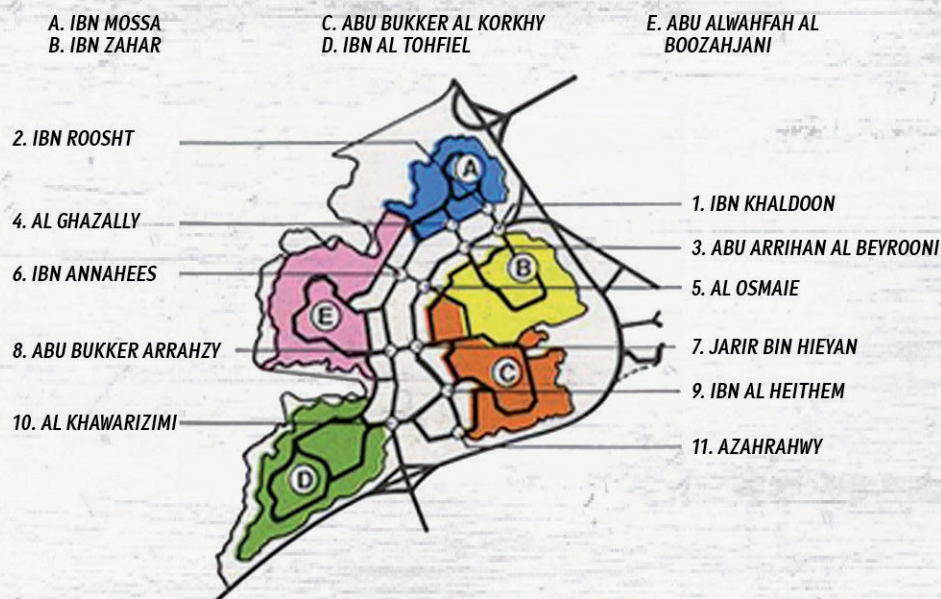 A. IBN MOSSA
B. IBN ZAHAR
C. ABU BUKKER AL KORKHY
D. IBN AL TOHFIEL
E. ABU ALWAHFAH AL
BOOZAHJANI
2. IBN ROOSHT
4. AL GHAZALLY
6. IBN ANNAHEES
8. ABU BUKKER ARRAHZY
10. AL KHAWARIZIMI
1. IBN KHALDOON
3. ABU ARRIHAN AL BEYROONI
5. AL OSMAIE
7. JARIR BIN HIEYAN
9. IBN AL HEITHEM
11. AZAHRAHWY
A
B
E
C
D